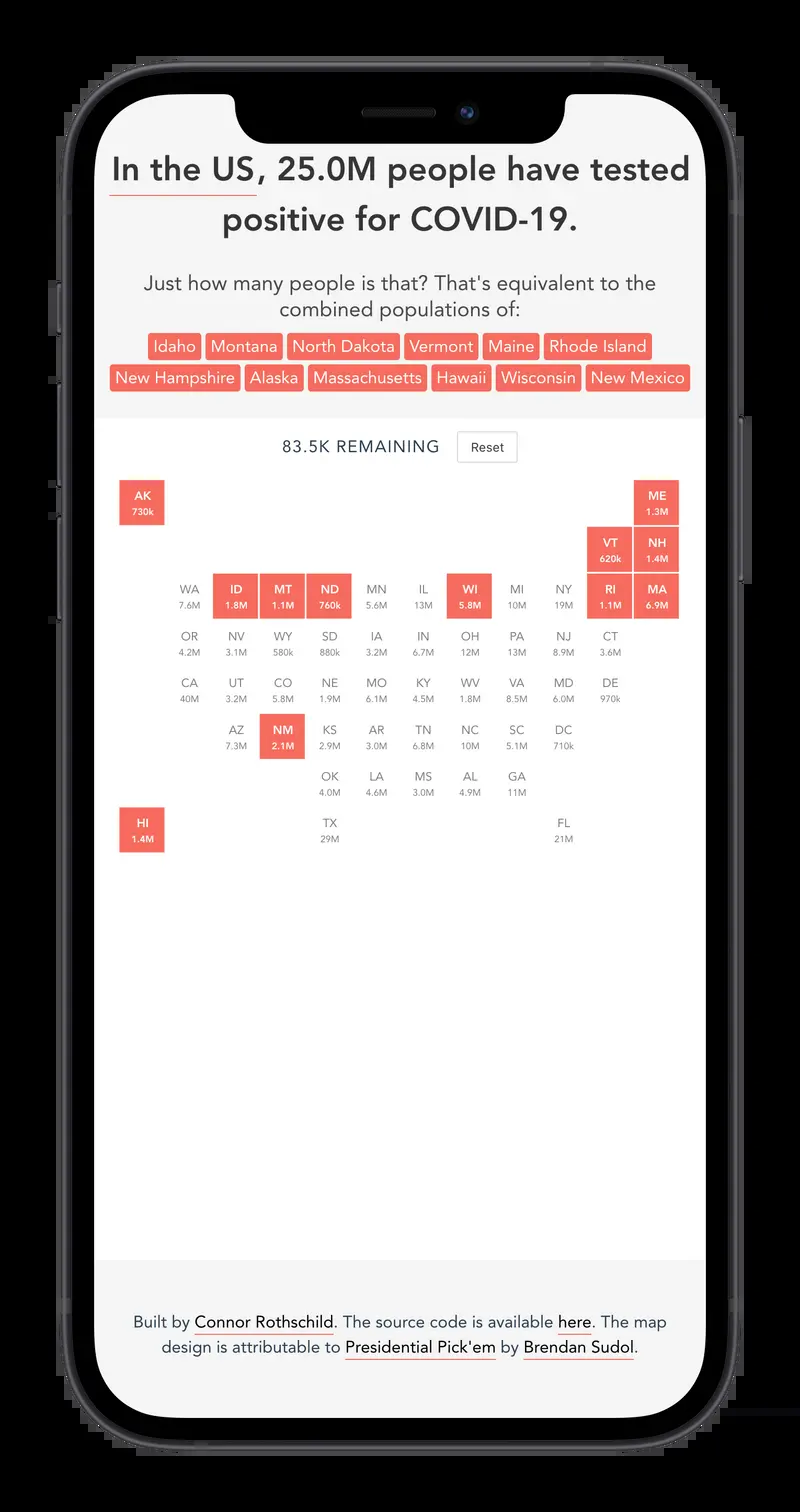 In the US, 25.0M people have tested
positive for COVID-19.
Just how many people is that? That's equivalent to the
combined populations of:
Idaho Montana North Dakota Vermont Maine Rhode Island
New Hampshire Alaska Massachusetts Hawaii Wisconsin New Mexico
83.5K REMAINING Reset
AK ME
730k 1.3M
VT NH
620k 1.4M
WA ID MT ND MN IL WI MI NY RI MA
7.6M 1.8M 1.1M 760k 5.6M 13M 5.8M 10M 19M 1.1M 6.9M
OR NV WY SD IA IN OH PA NJ CT
4.2M 3.1M 580k 880k 3.2M 6.7M 12M 13M 8.9M 3.6M
CA UT CO NE MO KY WV VA MD DE
40M 3.2M 5.8M 1.9M 6.1M 4.5M 1.8M 8.5M 6.0M 970k
AZ NM KS AR TN NC SC DC
7.3M 2.1M 2.9M 3.0M 6.8M 10M 5.1M 710k
OK LA MS AL GA
4.0M 4.6M 3.0M 4.9M 11M
HI TX FL
1.4M 29M 21M
Built by Connor Rothschild. The source code is available here. The map
design is attributable to Presidential Pick'em by Brendan Sudol.